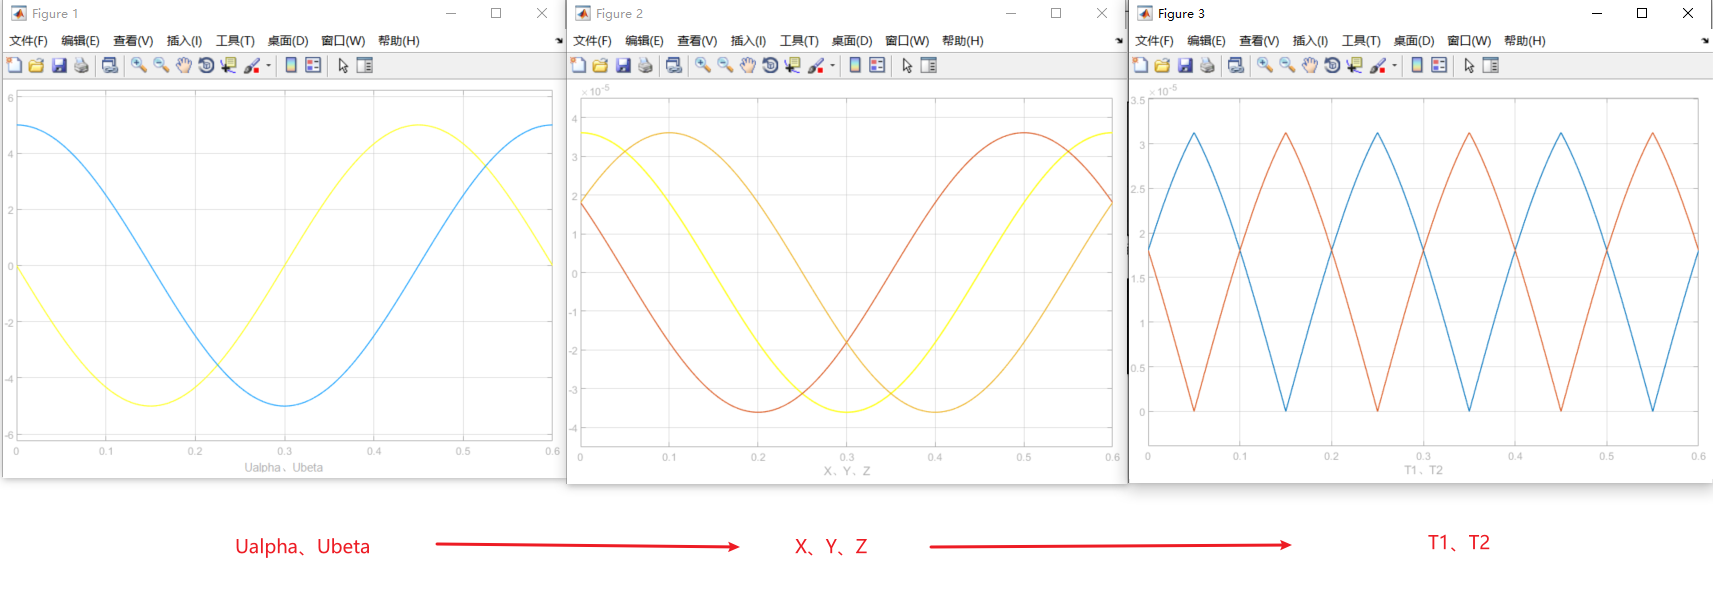 Figure 1
文件(F) 编辑(E) 查看(V) 插入(I) 工具(T) 桌面(D) 窗口(W) 帮助(H)
6
4
2
0
-2
-4
-6
0 0.1 0.2 0.3 0.4 0.5 0.6
Ualpha、Ubeta
Figure 2
文件(F) 编辑(E) 查看(V) 插入(I) 工具(T) 桌面(D) 窗口(W) 帮助(H)
×10-5
4
3
2
1
0
-1
-2
-3
-4
0 0.1 0.2 0.3 0.4 0.5 0.6
X、Y、Z
Figure 3
文件(F) 编辑(E) 查看(V) 插入(I) 工具(T) 桌面(D) 窗口(W) 帮助(H)
×10-5
3.5
3
2.5
2
1.5
1
0.5
0
0 0.1 0.2 0.3 0.4 0.5 0.6
T1、T2
Ualpha、Ubeta X、Y、Z T1、T2